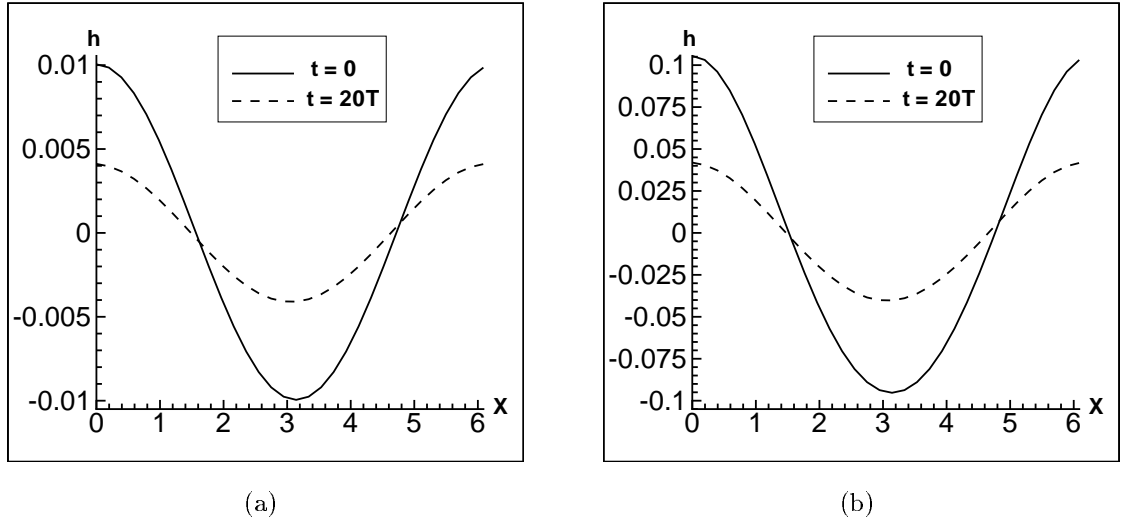 h
t = 0
t = 20T
0.01
0.005
0
-0.005
-0.01
0 1 2 3 4 5 6 X
(a)
h
t = 0
t = 20T
0.1
0.075
0.05
0.025
0
-0.025
-0.05
-0.075
-0.1
0 1 2 3 4 5 6 X
(b)